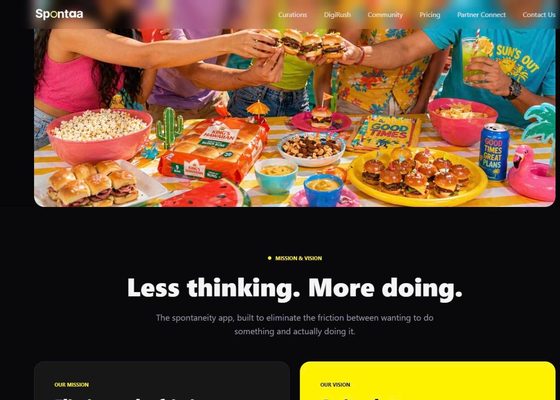 Spontaa
Curations DigiRush Community Pricing Partner Connect Contact Us
SUN'S OUT
KING'S HAWAIIAN
GOOD TIMES
GOOD TIMES GREAT PLANS
MISSION & VISION
Less thinking. More doing.
The spontaneity app, built to eliminate the friction between wanting to do
something and actually doing it.
OUR MISSION
OUR VISION